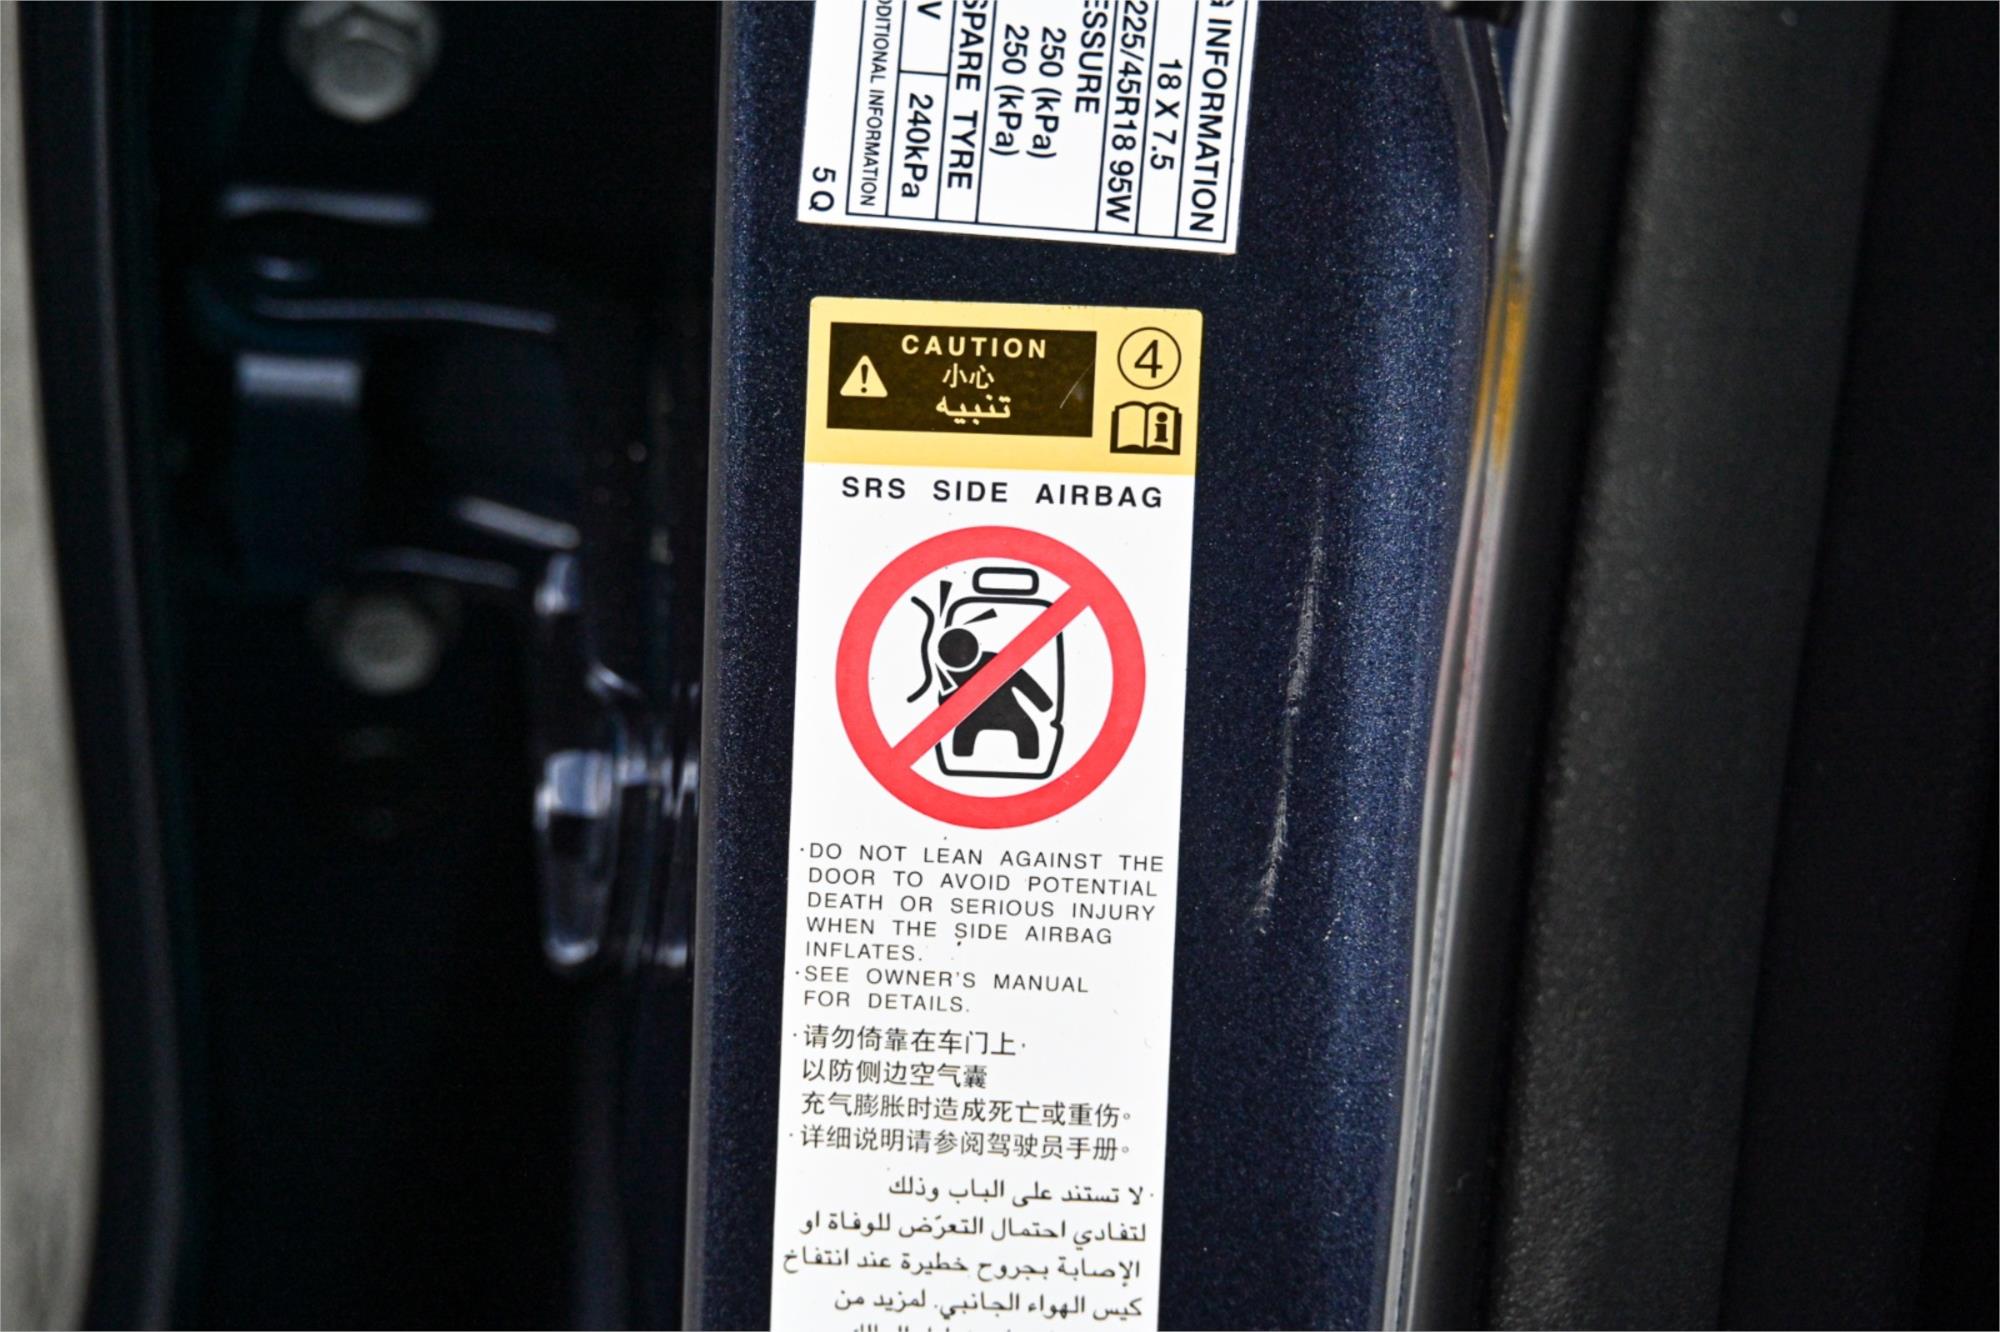 INFORMATION
18 X 7.5
225/45R18 95W
250 (kPa)
250 (kPa)
SPARE TYRE
V 240kPa
INFORMATION
5Q
CAUTION
小心
تنبيه
4
SRS SIDE AIRBAG
·DO NOT LEAN AGAINST THE
DOOR TO AVOID POTENTIAL
DEATH OR SERIOUS INJURY
WHEN THE SIDE AIRBAG
INFLATES.
·SEE OWNER'S MANUAL
FOR DETAILS.
·请勿倚靠在车门上·
以防侧边空气囊
充气膨胀时造成死亡或重伤。
·详细说明请参阅驾驶员手册。
·لا تستند على الباب وذلك
لتفادي احتمال التعرّض للوفاة او
الإصابة بجروح خطيرة عند انتفاخ
كيس الهواء الجانبي. لمزيد من